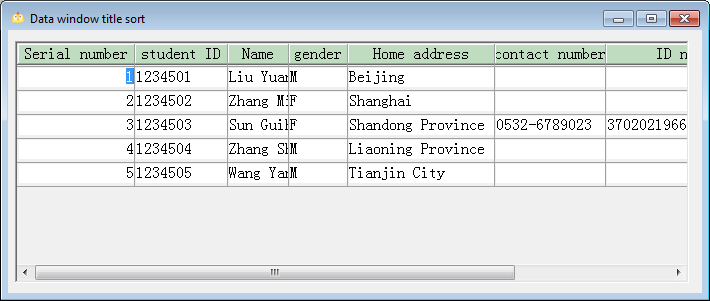 Data window title sort
Serial number student ID Name gender Home address contact number ID n
1 1234501 Liu Yuan M Beijing
2 1234502 Zhang Mi F Shanghai
3 1234503 Sun Guil F Shandong Province 0532-6789023 3702021966
4 1234504 Zhang Sh M Liaoning Province
5 1234505 Wang Yan M Tianjin City